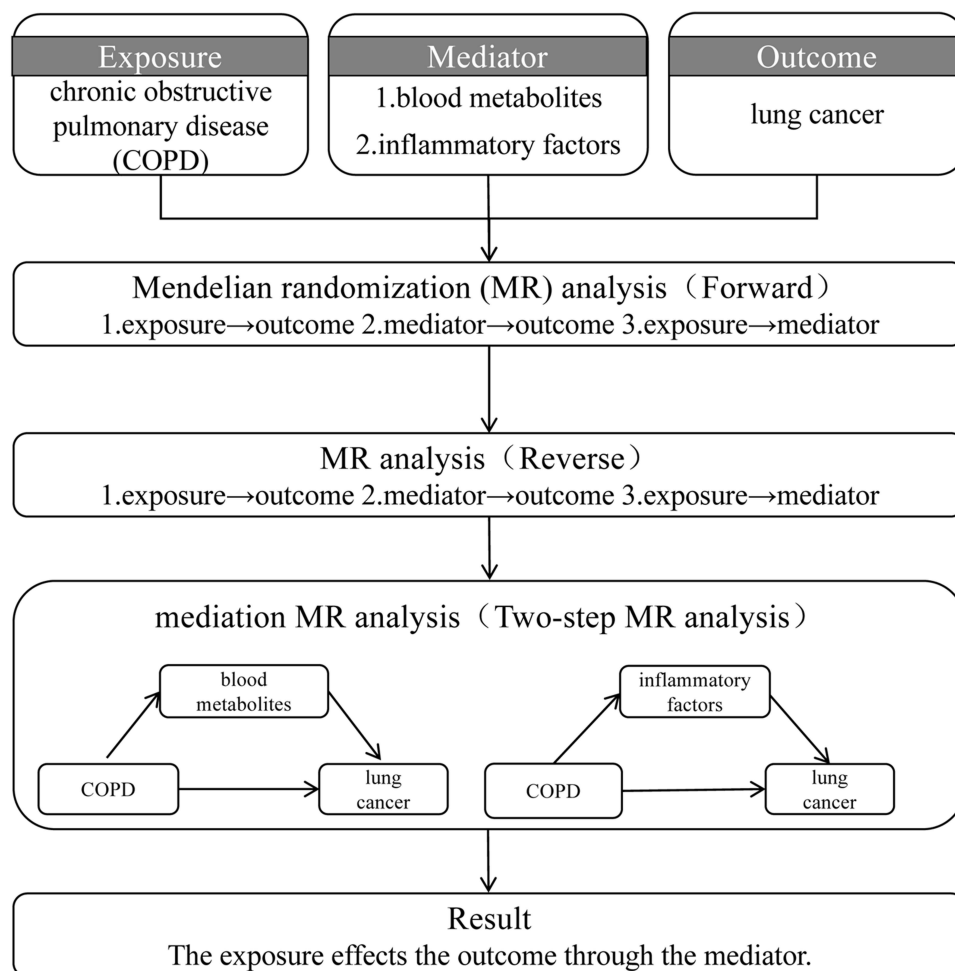 Exposure
chronic obstructive
pulmonary disease
(COPD)
Mediator
1.blood metabolites
2.inflammatory factors
Outcome
lung cancer
Mendelian randomization (MR) analysis（Forward）
1.exposure→outcome 2.mediator→outcome 3.exposure→mediator
MR analysis（Reverse）
1.exposure→outcome 2.mediator→outcome 3.exposure→mediator
mediation MR analysis（Two-step MR analysis）
blood
metabolites
COPD
lung
cancer
inflammatory
factors
COPD
lung
cancer
Result
The exposure effects the outcome through the mediator.